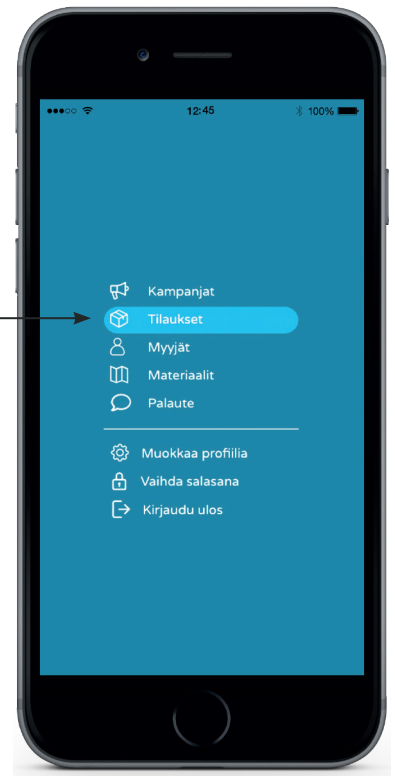 12:45
100%
Kampanjat
Tilaukset
Myyjät
Materiaalit
Palaute
Muokkaa profiilia
Vaihda salasana
Kirjaudu ulos